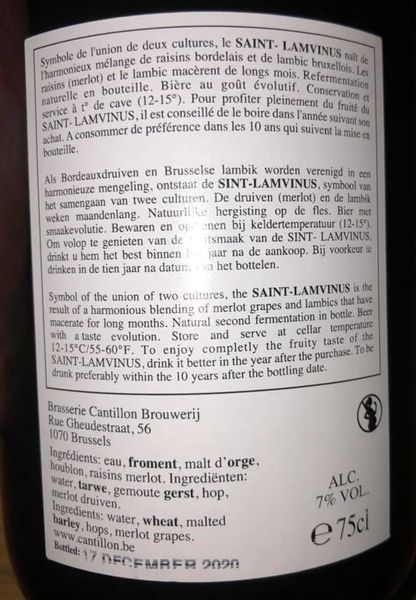 Symbole de l'union de deux cultures, le SAINT- LAMVINUS naît de
l'harmonieux mélange de raisins bordelais et de lambic bruxellois. Les
raisins (merlot) et le lambic macèrent de longs mois. Refermentation
naturelle en bouteille. Bière au goût évolutif. Conservation et
service à t° de cave (12-15°). Pour profiter pleinement du fruité du
SAINT- LAMVINUS, il est conseillé de le boire dans l'année suivant son
achat. A consommer de préférence dans les 10 ans qui suivent la mise en
bouteille.
Als Bordeauxdruiven en Brusselse lambik worden verenigd in een
harmonieuze mengeling, ontstaat de SINT-LAMVINUS, symbool van
het samengaan van twee culturen. De druiven (merlot) en de lambik
weken maandenlang. Natuurlijke hergisting op de fles. Bier met
smaakevolutie. Bewaren en op enen bij keldertemperatuur (12-15°).
Om volop te genieten van de tsmaak van de SINT- LAMVINUS,
drinkt u hem het best binnen jaar na de aankoop. Bij voorkeur te
drinken in de tien jaar na datum van het bottelen.
Symbol of the union of two cultures, the SAINT-LAMVINUS is the
result of a harmonious blending of merlot grapes and lambics that have
macerate for long months. Natural second fermentation in bottle. Beer
with a taste evolution. Store and serve at cellar temperature
12-15°C/55-60°F. To enjoy completly the fruity taste of the
SAINT-LAMVINUS, drink it better in the year after the purchase. To be
drunk preferably within the 10 years after the bottling date.
Brasserie Cantillon Brouwerij
Rue Gheudestraat, 56
1070 Brussels
Ingrédients: eau, froment, malt d'orge,
houblon, raisins merlot. Ingrediënten:
water, tarwe, gemoute gerst, hop,
merlot druiven.
Ingredients: water, wheat, malted
barley, hops, merlot grapes.
www.cantillon.be
Bottled: 17 DECEMBER 2020
ALC.
7% VOL.
e 75cl